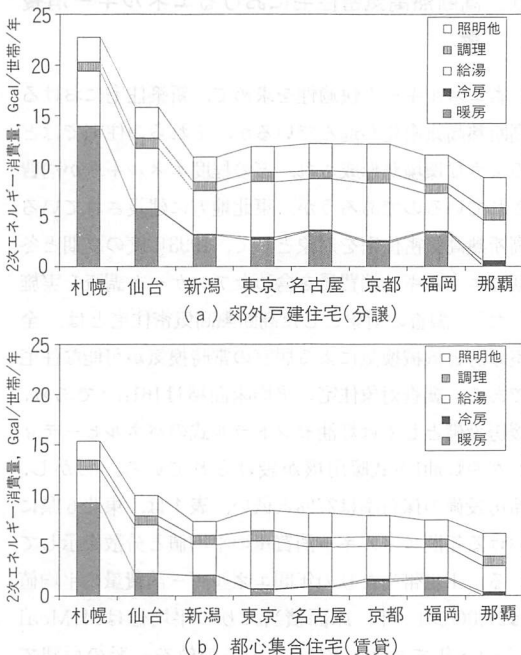 2次エネルギー消費量, Gcal/世帯/年
25
20
15
10
5
0
照明他
調理
給湯
冷房
暖房
札幌 仙台 新潟 東京 名古屋 京都 福岡 那覇
(a) 郊外戸建住宅(分譲)
2次エネルギー消費量, Gcal/世帯/年
25
20
15
10
5
0
照明他
調理
給湯
冷房
暖房
札幌 仙台 新潟 東京 名古屋 京都 福岡 那覇
(b) 都心集合住宅(賃貸)